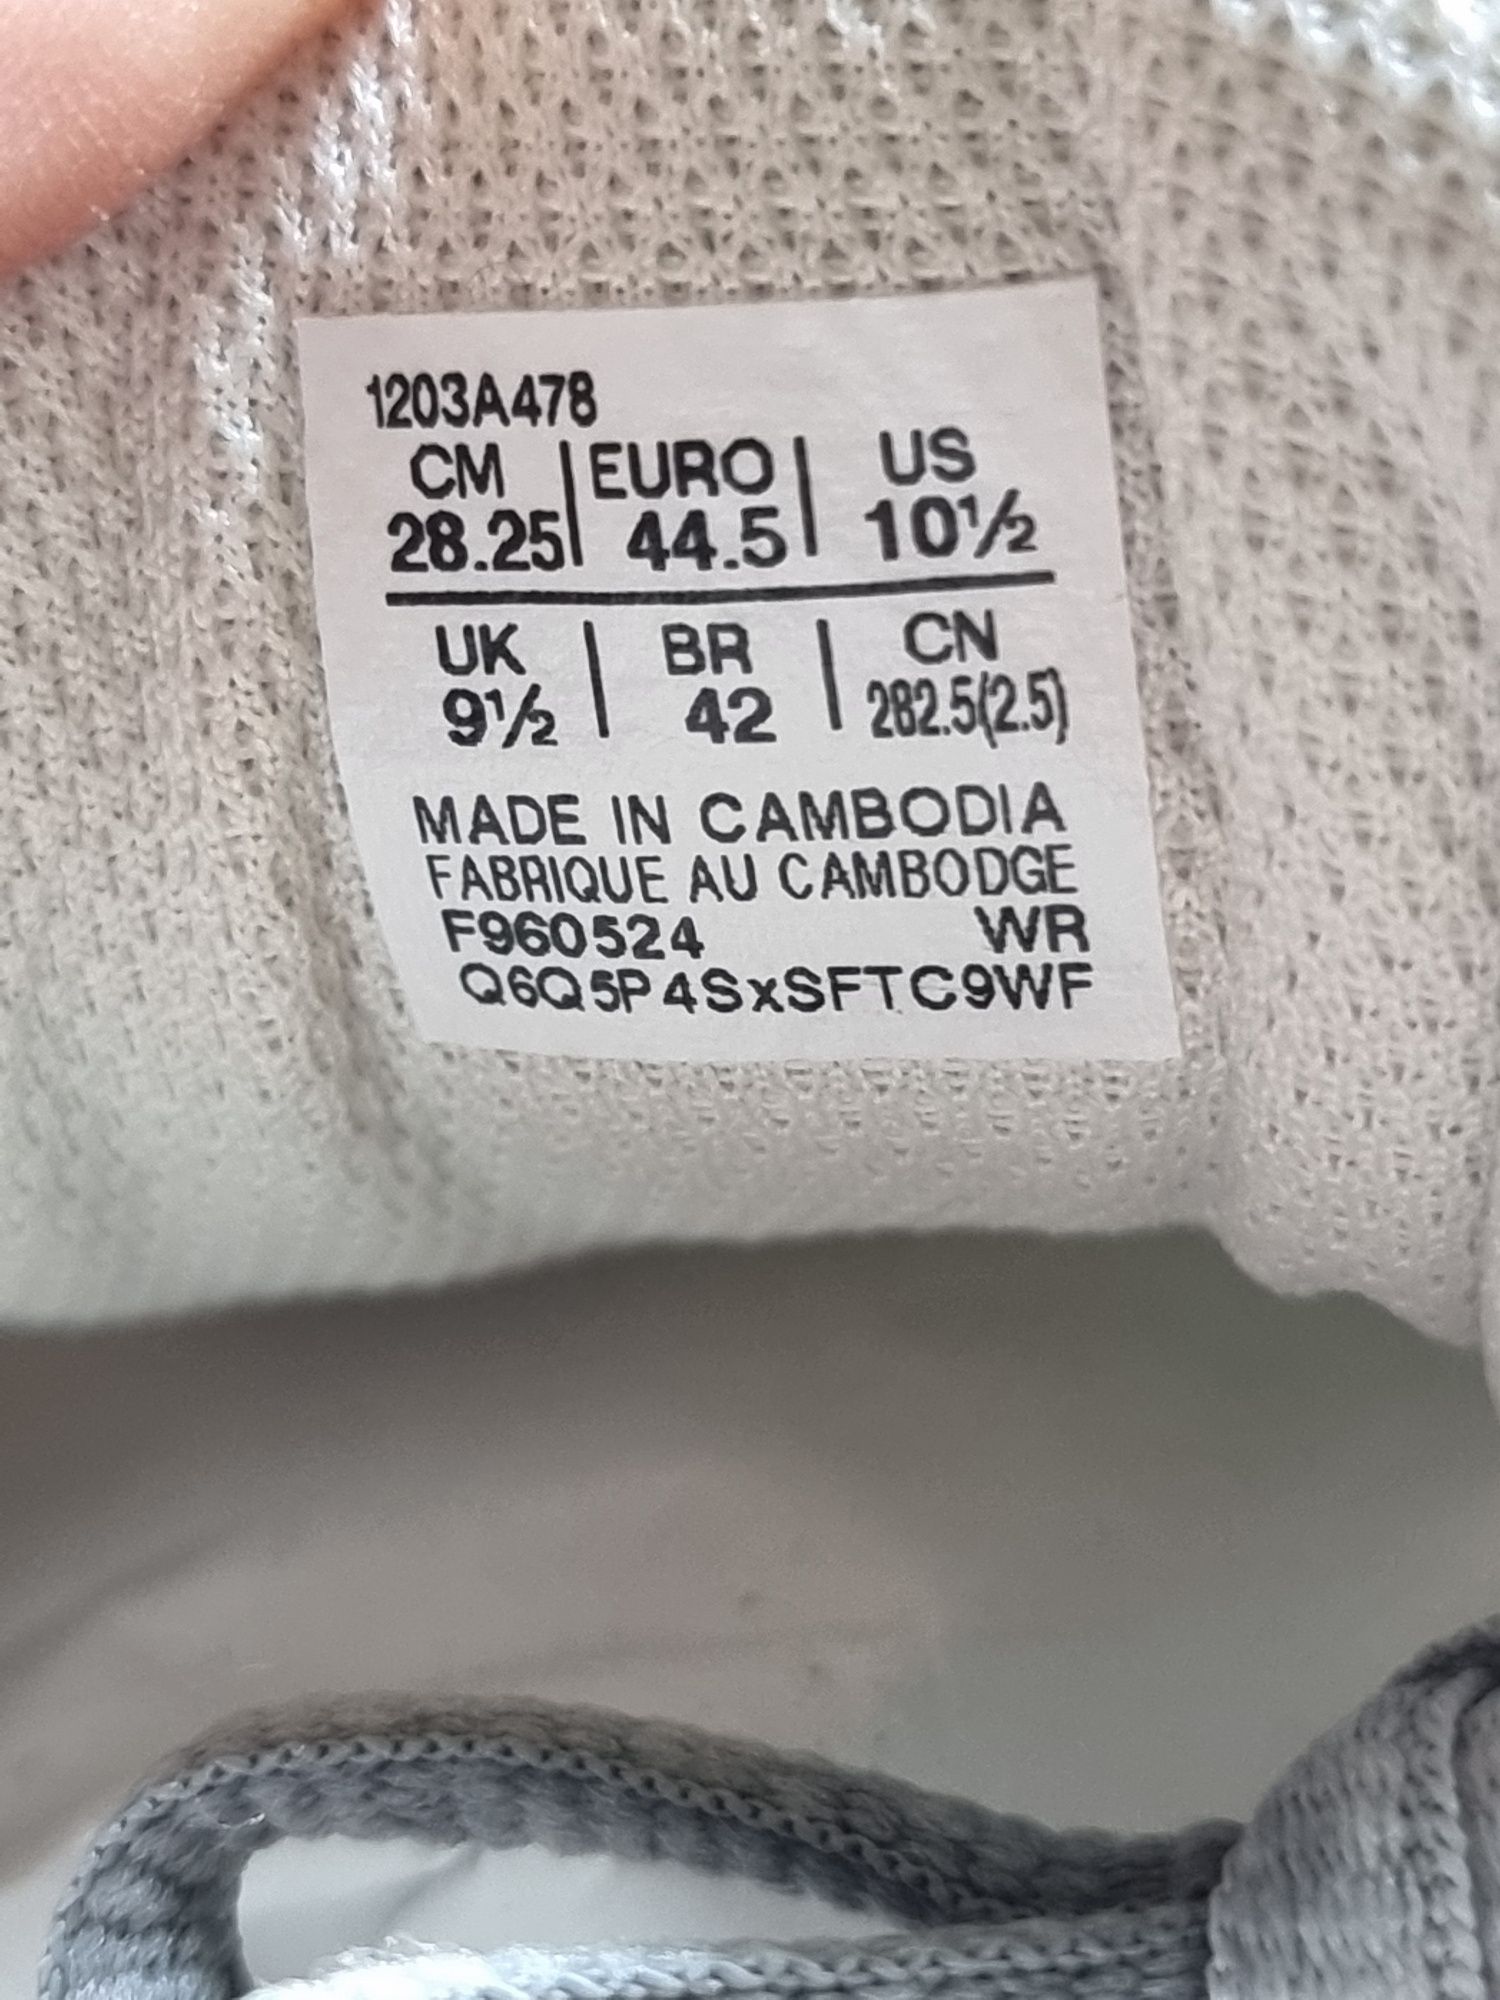 1203A478
CM | EURO | US
28.25 | 44.5 | 10½
UK | BR | CN
9½ | 42 | 282.5(2.5)
MADE IN CAMBODIA
FABRIQUE AU CAMBODGE
F960524 WR
Q6Q5P4SxSFTC9WF